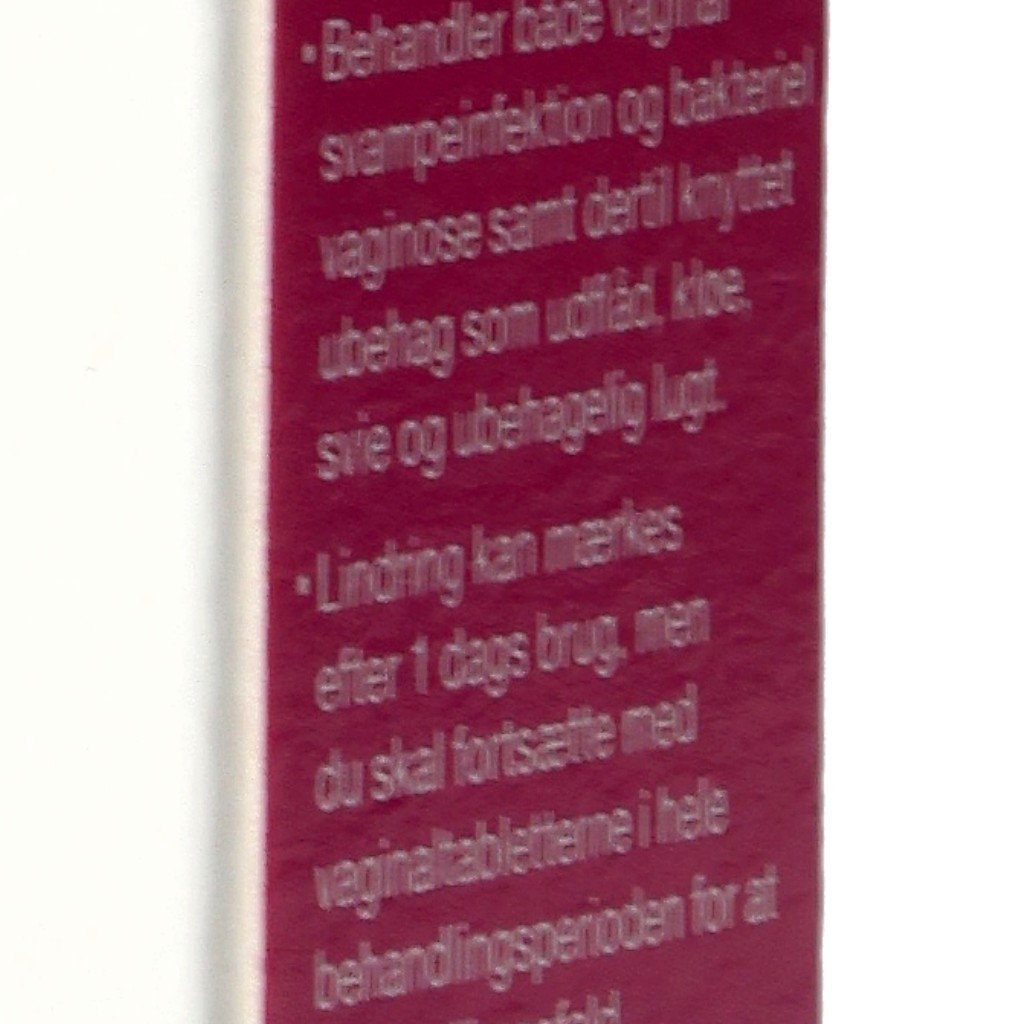 • Behandler både vaginal
svampeinfektion og bakteriel
vaginose samt dertil knyttet
ubehag som udflåd, kløe,
svie og ubehagelig lugt.
• Lindring kan mærkes
efter 1 dags brug, men
du skal fortsætte med
vaginaltabletterne i hele
behandlingsperioden for at